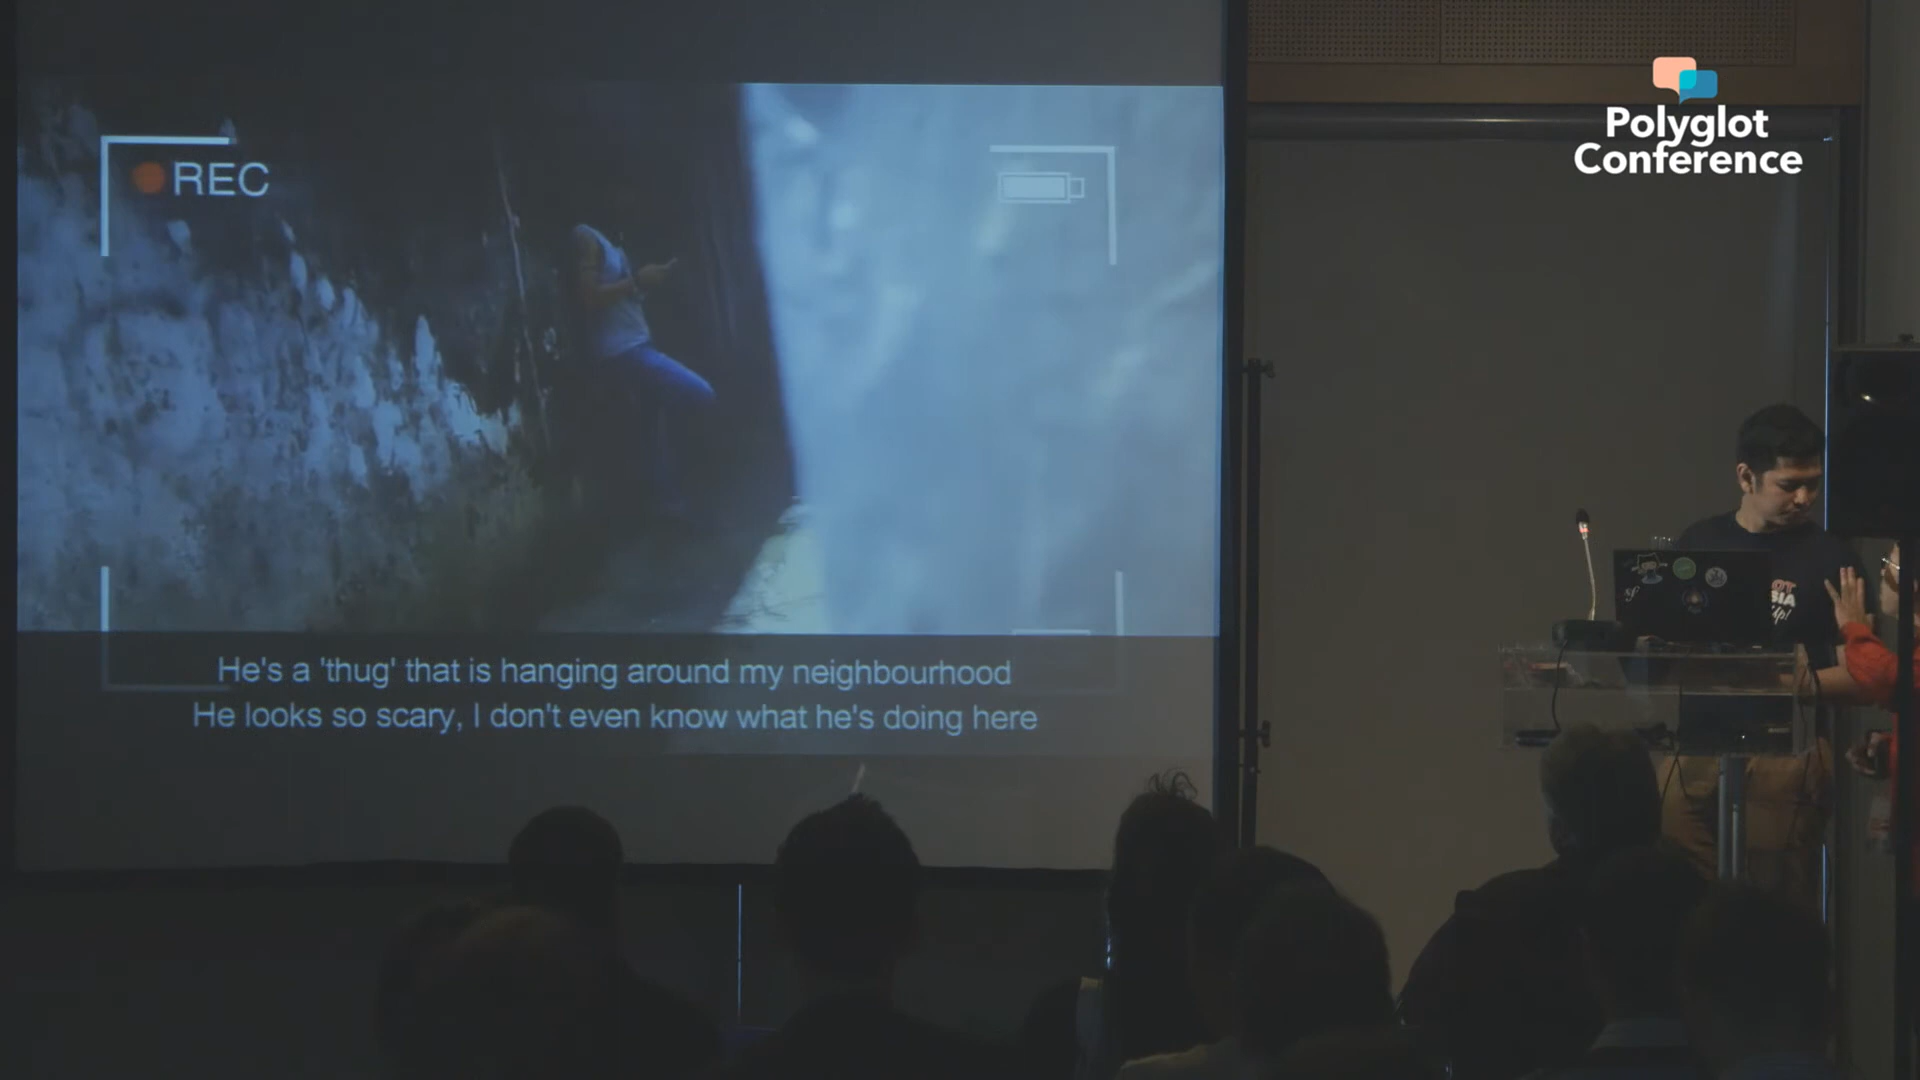 REC
Polyglot
Conference
He's a 'thug' that is hanging around my neighbourhood
He looks so scary, I don't even know what he's doing here